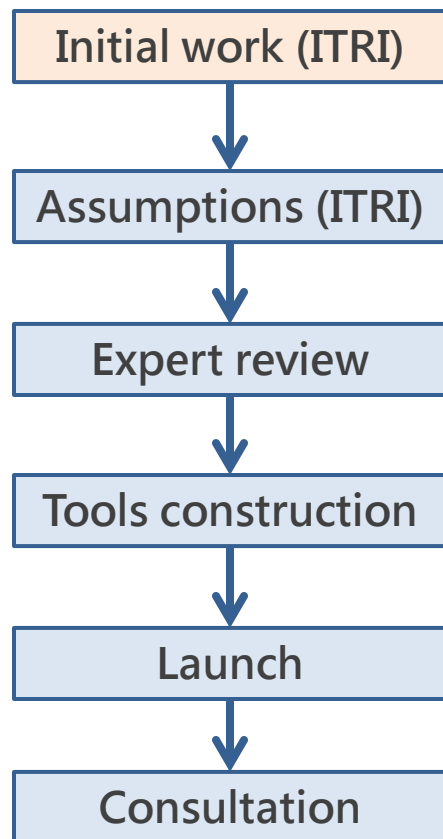 Initial work (ITRI)
Assumptions (ITRI)
Expert review
Tools construction
Launch
Consultation